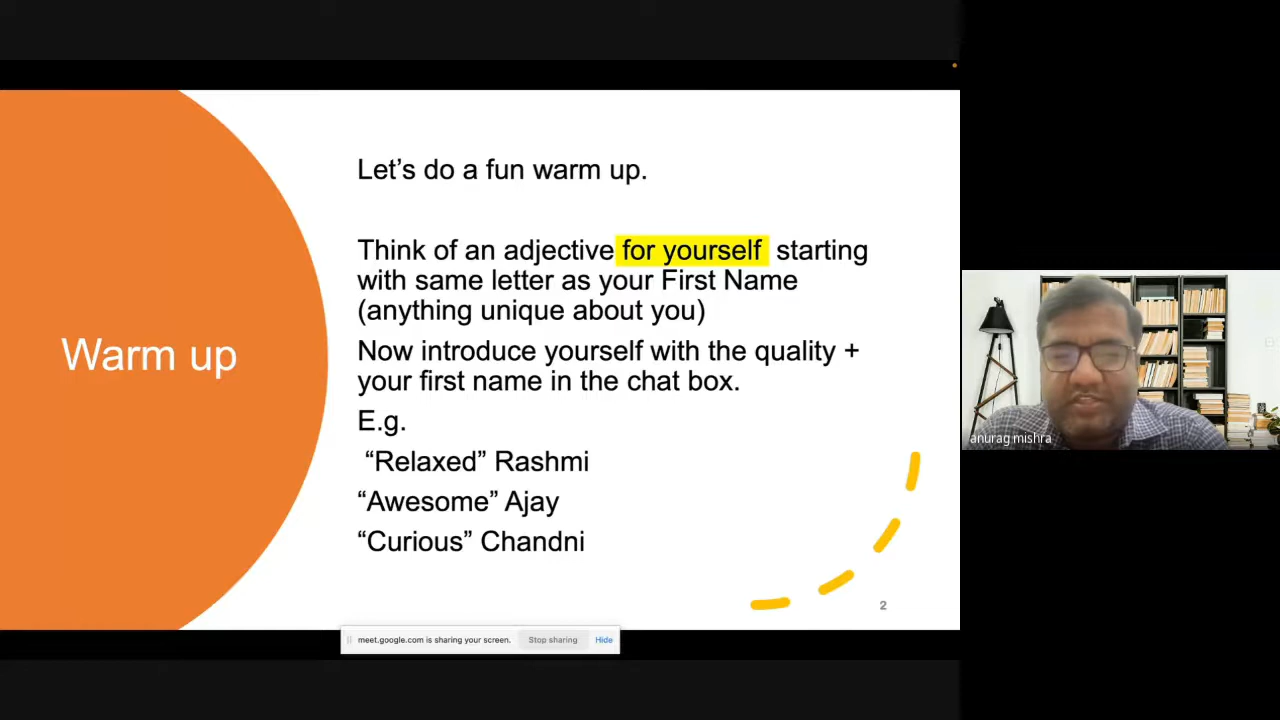 Let’s do a fun warm up.
Think of an adjective for yourself starting
with same letter as your First Name
(anything unique about you)
Now introduce yourself with the quality +
your first name in the chat box.
E.g.
“Relaxed” Rashmi
“Awesome” Ajay
“Curious” Chandni
Warm up
2
meet.google.com is sharing your screen. Stop sharing Hide
anurag mishra